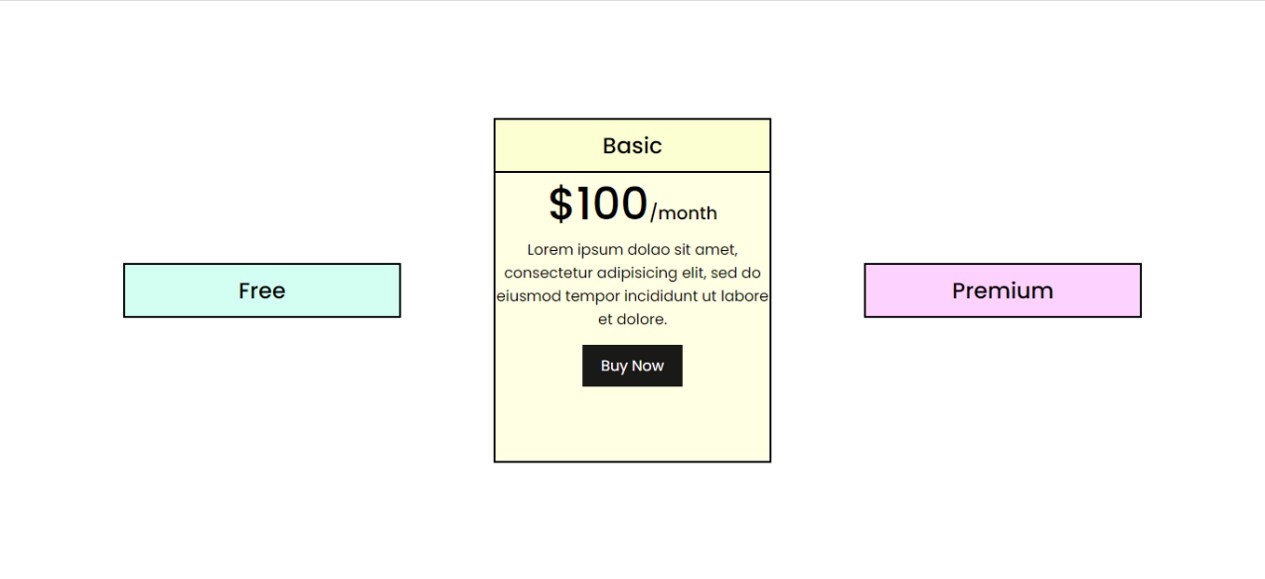 Basic
$100/month
Lorem ipsum dolao sit amet,
consectetur adipisicing elit, sed do
eiusmod tempor incididunt ut labore
et dolore.
Free
Premium
Buy Now